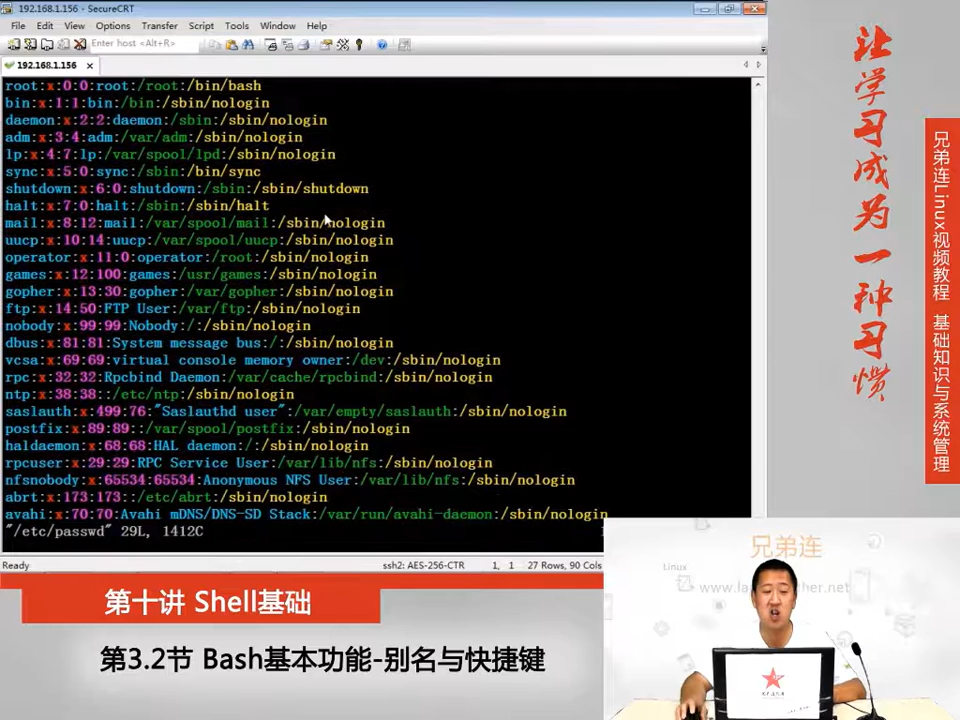 192.168.1.156 - SecureCRT
File Edit View Options Transfer Script Tools Window Help
Enter host <Alt+R>
192.168.1.156
root:x:0:0:root:/root:/bin/bash
bin:x:1:1:bin:/bin:/sbin/nologin
daemon:x:2:2:daemon:/sbin:/sbin/nologin
adm:x:3:4:adm:/var/adm:/sbin/nologin
lp:x:4:7:lp:/var/spool/lpd:/sbin/nologin
sync:x:5:0:sync:/sbin:/bin/sync
shutdown:x:6:0:shutdown:/sbin:/sbin/shutdown
halt:x:7:0:halt:/sbin:/sbin/halt
mail:x:8:12:mail:/var/spool/mail:/sbin/nologin
uucp:x:10:14:uucp:/var/spool/uucp:/sbin/nologin
operator:x:11:0:operator:/root:/sbin/nologin
games:x:12:100:games:/usr/games:/sbin/nologin
gopher:x:13:30:gopher:/var/gopher:/sbin/nologin
ftp:x:14:50:FTP User:/var/ftp:/sbin/nologin
nobody:x:99:99:Nobody:/:/sbin/nologin
dbus:x:81:81:System message bus:/:/sbin/nologin
vcsa:x:69:69:virtual console memory owner:/dev:/sbin/nologin
rpc:x:32:32:Rpcbind Daemon:/var/cache/rpcbind:/sbin/nologin
ntp:x:38:38::/etc/ntp:/sbin/nologin
saslauth:x:499:76:"Saslauthd user":/var/empty/saslauth:/sbin/nologin
postfix:x:89:89::/var/spool/postfix:/sbin/nologin
haldaemon:x:68:68:HAL daemon:/:/sbin/nologin
rpcuser:x:29:29:RPC Service User:/var/lib/nfs:/sbin/nologin
nfsnobody:x:65534:65534:Anonymous NFS User:/var/lib/nfs:/sbin/nologin
abrt:x:173:173::/etc/abrt:/sbin/nologin
avahi:x:70:70:Avahi mDNS/DNS-SD Stack:/var/run/avahi-daemon:/sbin/nologin
"/etc/passwd" 29L, 1412C
Ready ssh2: AES-256-CTR 1, 1 27 Rows, 90 Cols
让学习成为一种习惯
兄弟连Linux视频教程 基础知识与系统管理
第十讲 Shell基础
第3.2节 Bash基本功能-别名与快捷键
兄弟连
Linux